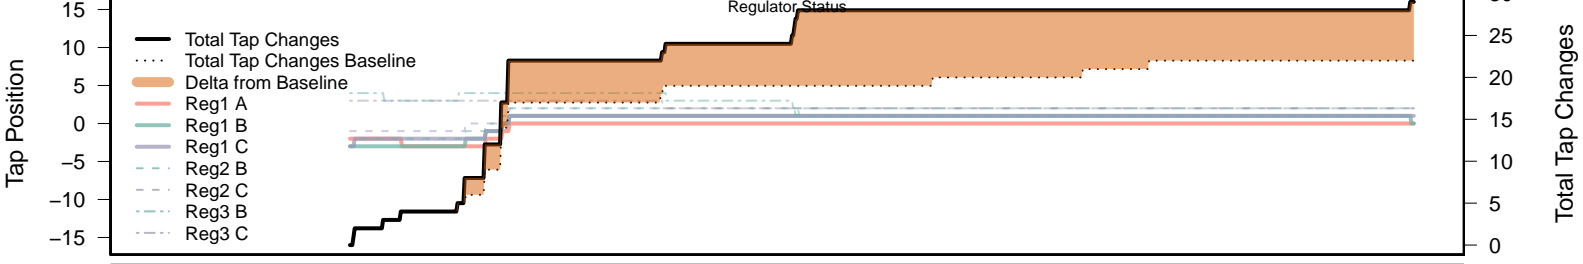 Regulator Status
15
10
5
0
−5
−10
−15
Tap Position
Total Tap Changes
Total Tap Changes Baseline
Delta from Baseline
Reg1 A
Reg1 B
Reg1 C
Reg2 B
Reg2 C
Reg3 B
Reg3 C
30
25
20
15
10
5
0
Total Tap Changes